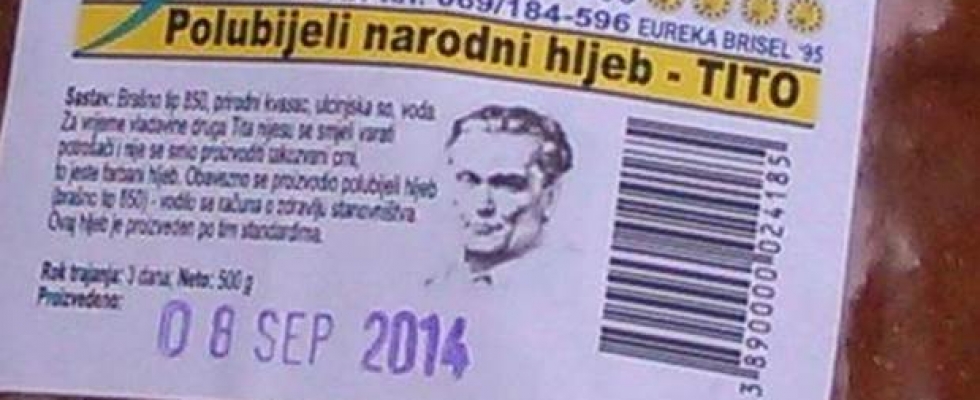 069/184-596 EUREKA BRISEL '95
Polubijeli narodni hljeb - TITO
Sastav: Brašno tip 850, prirodni kvasac, ulcinjska so, voda.
Za vrijeme vladavine druga Tita nijesu se smjeli varati
potrošači i nije se smio proizvoditi takozvani crni,
to jeste farbani hljeb. Obavezno se proizvodio polubijeli hljeb
(brašno tip 850) - vodilo se računa o zdravlju stanovništva.
Ovaj hljeb je proizveden po tim standardima.
Rok trajanja: 3 dana; Neto: 500 g
Proizvedeno:
08 SEP 2014
3890000024185